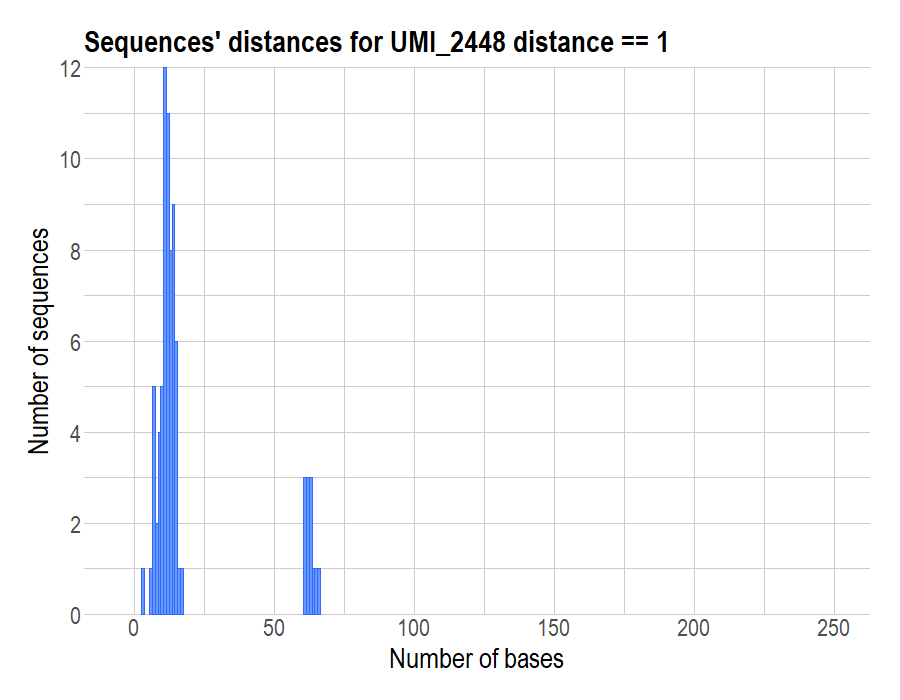 Sequences' distances for UMI_2448 distance == 1
12
10
8
6
4
2
0
Number of sequences
0 50 100 150 200 250
Number of bases